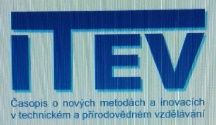 iTEV
Časopis o nových metodách a inovacích
v technickém a přírodovědném vzdělávání